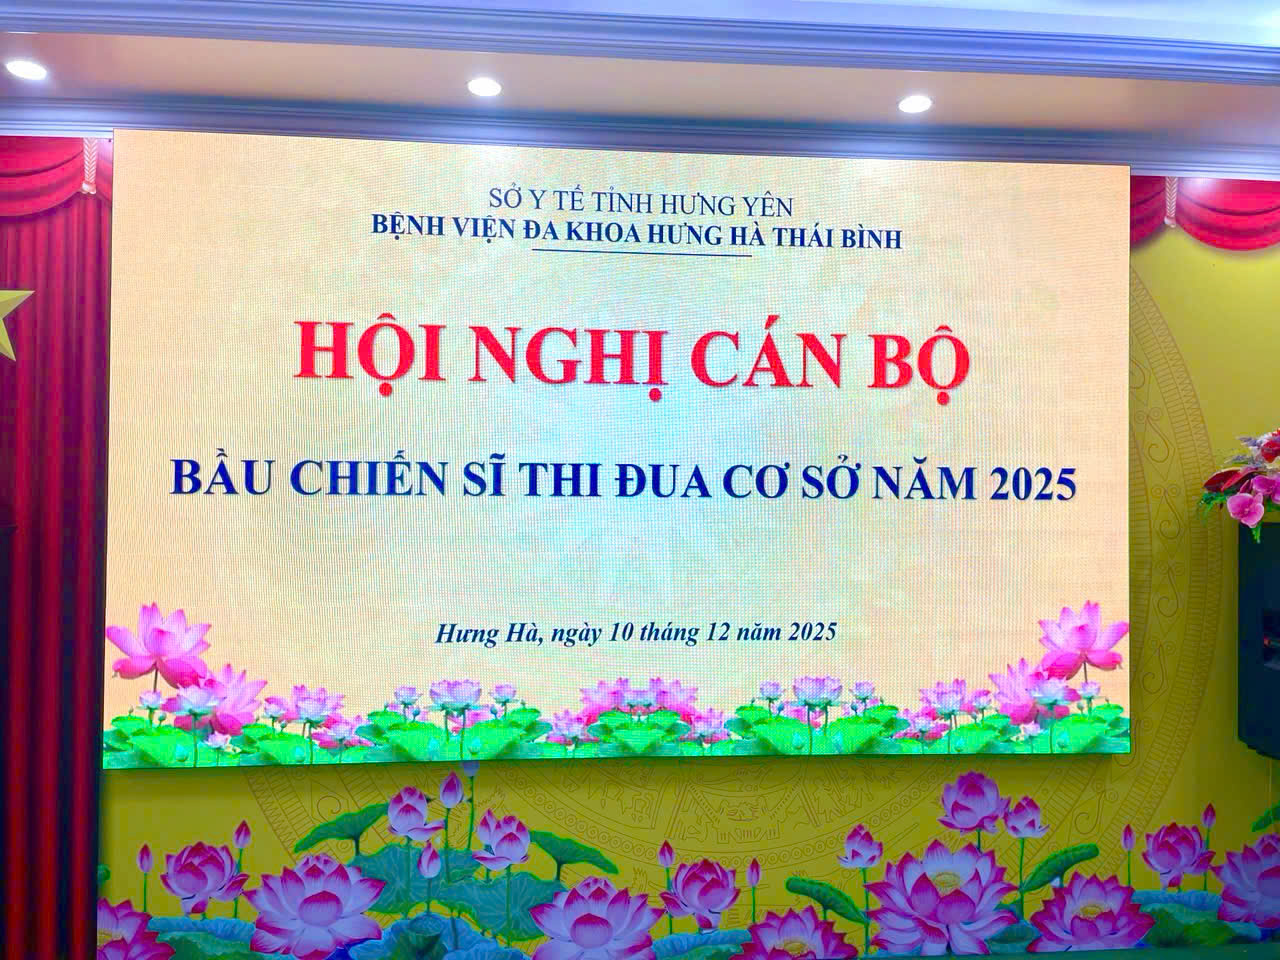 SỞ Y TẾ TỈNH HƯNG YÊN
BỆNH VIỆN ĐA KHOA HƯNG HÀ THÁI BÌNH
HỘI NGHỊ CÁN BỘ
BẦU CHIẾN SĨ THI ĐUA CƠ SỞ NĂM 2025
Hưng Hà, ngày 10 tháng 12 năm 2025